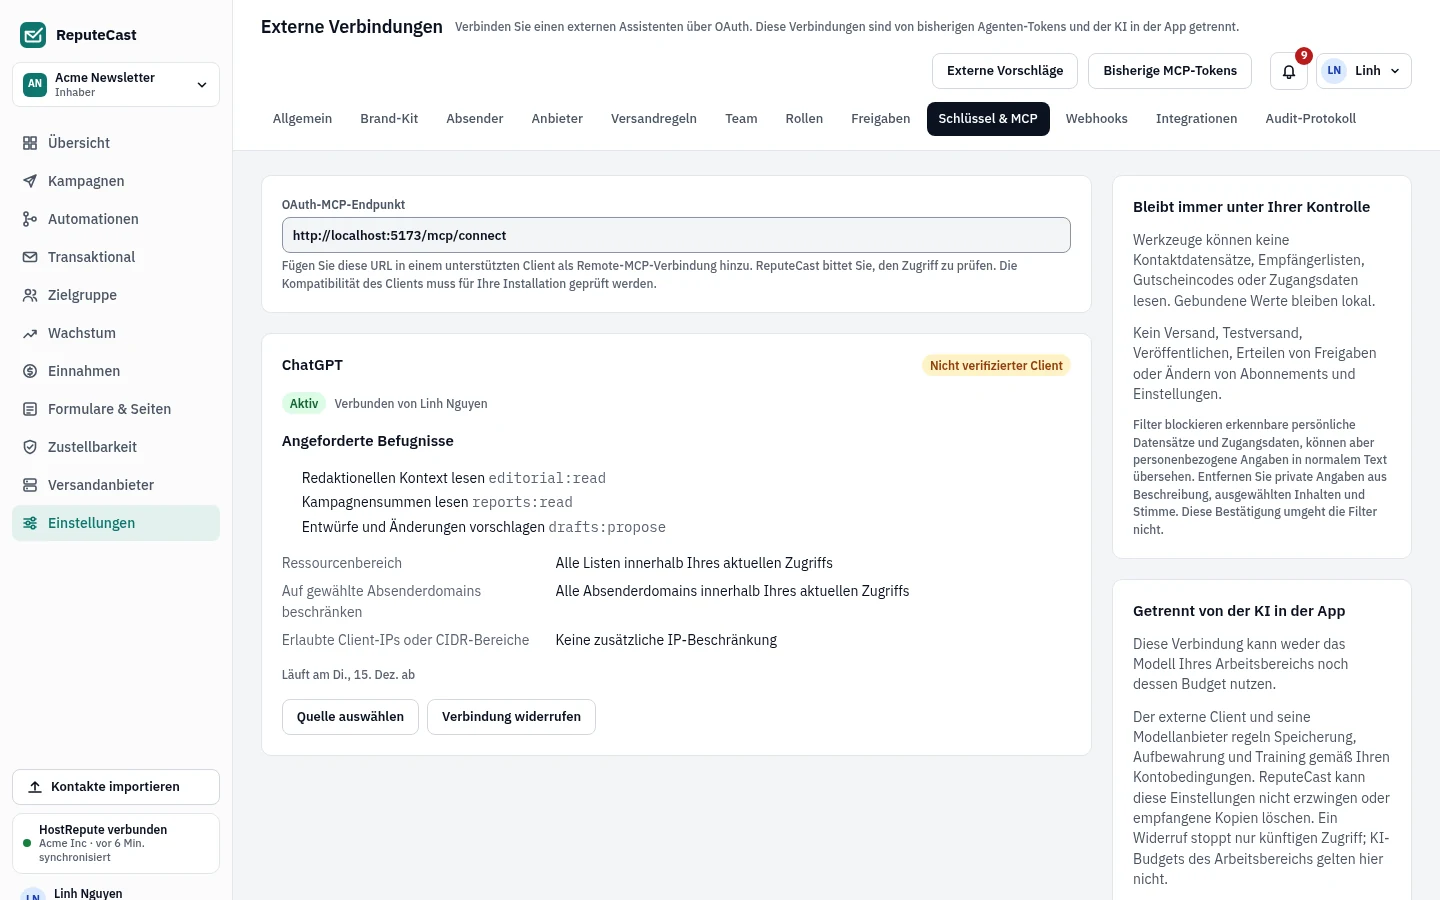 ReputeCast
AN
Acme Newsletter
Inhaber
Übersicht
Kampagnen
Automationen
Transaktional
Zielgruppe
Wachstum
Einnahmen
Formulare & Seiten
Zustellbarkeit
Versandanbieter
Einstellungen
Kontakte importieren
HostRepute verbunden
Acme Inc · vor 6 Min.
synchronisiert
LN
Linh Nguyen
Externe Verbindungen
Verbinden Sie einen externen Assistenten über OAuth. Diese Verbindungen sind von bisherigen Agenten-Tokens und der KI in der App getrennt.
Externe Vorschläge
Bisherige MCP-Tokens
9
LN
Linh
Allgemein
Brand-Kit
Absender
Anbieter
Versandregeln
Team
Rollen
Freigaben
Schlüssel & MCP
Webhooks
Integrationen
Audit-Protokoll
OAuth-MCP-Endpunkt
http://localhost:5173/mcp/connect
Fügen Sie diese URL in einem unterstützten Client als Remote-MCP-Verbindung hinzu. ReputeCast bittet Sie, den Zugriff zu prüfen. Die
Kompatibilität des Clients muss für Ihre Installation geprüft werden.
ChatGPT
Nicht verifizierter Client
Aktiv
Verbunden von Linh Nguyen
Angeforderte Befugnisse
Redaktionellen Kontext lesen editorial:read
Kampagnensummen lesen reports:read
Entwürfe und Änderungen vorschlagen drafts:propose
Ressourcenbereich
Alle Listen innerhalb Ihres aktuellen Zugriffs
Auf gewählte Absenderdomains
beschränken
Alle Absenderdomains innerhalb Ihres aktuellen Zugriffs
Erlaubte Client-IPs oder CIDR-Bereiche
Keine zusätzliche IP-Beschränkung
Läuft am Di., 15. Dez. ab
Quelle auswählen
Verbindung widerrufen
Bleibt immer unter Ihrer Kontrolle
Werkzeuge können keine
Kontaktdatensätze, Empfängerlisten,
Gutscheincodes oder Zugangsdaten
lesen. Gebundene Werte bleiben lokal.
Kein Versand, Testversand,
Veröffentlichen, Erteilen von Freigaben
oder Ändern von Abonnements und
Einstellungen.
Filter blockieren erkennbare persönliche
Datensätze und Zugangsdaten, können aber
personenbezogene Angaben in normalem Text
übersehen. Entfernen Sie private Angaben aus
Beschreibung, ausgewählten Inhalten und
Stimme. Diese Bestätigung umgeht die Filter
nicht.
Getrennt von der KI in der App
Diese Verbindung kann weder das
Modell Ihres Arbeitsbereichs noch
dessen Budget nutzen.
Der externe Client und seine
Modellanbieter regeln Speicherung,
Aufbewahrung und Training gemäß Ihren
Kontobedingungen. ReputeCast kann
diese Einstellungen nicht erzwingen oder
empfangene Kopien löschen. Ein
Widerruf stoppt nur künftigen Zugriff; KI-
Budgets des Arbeitsbereichs gelten hier
nicht.